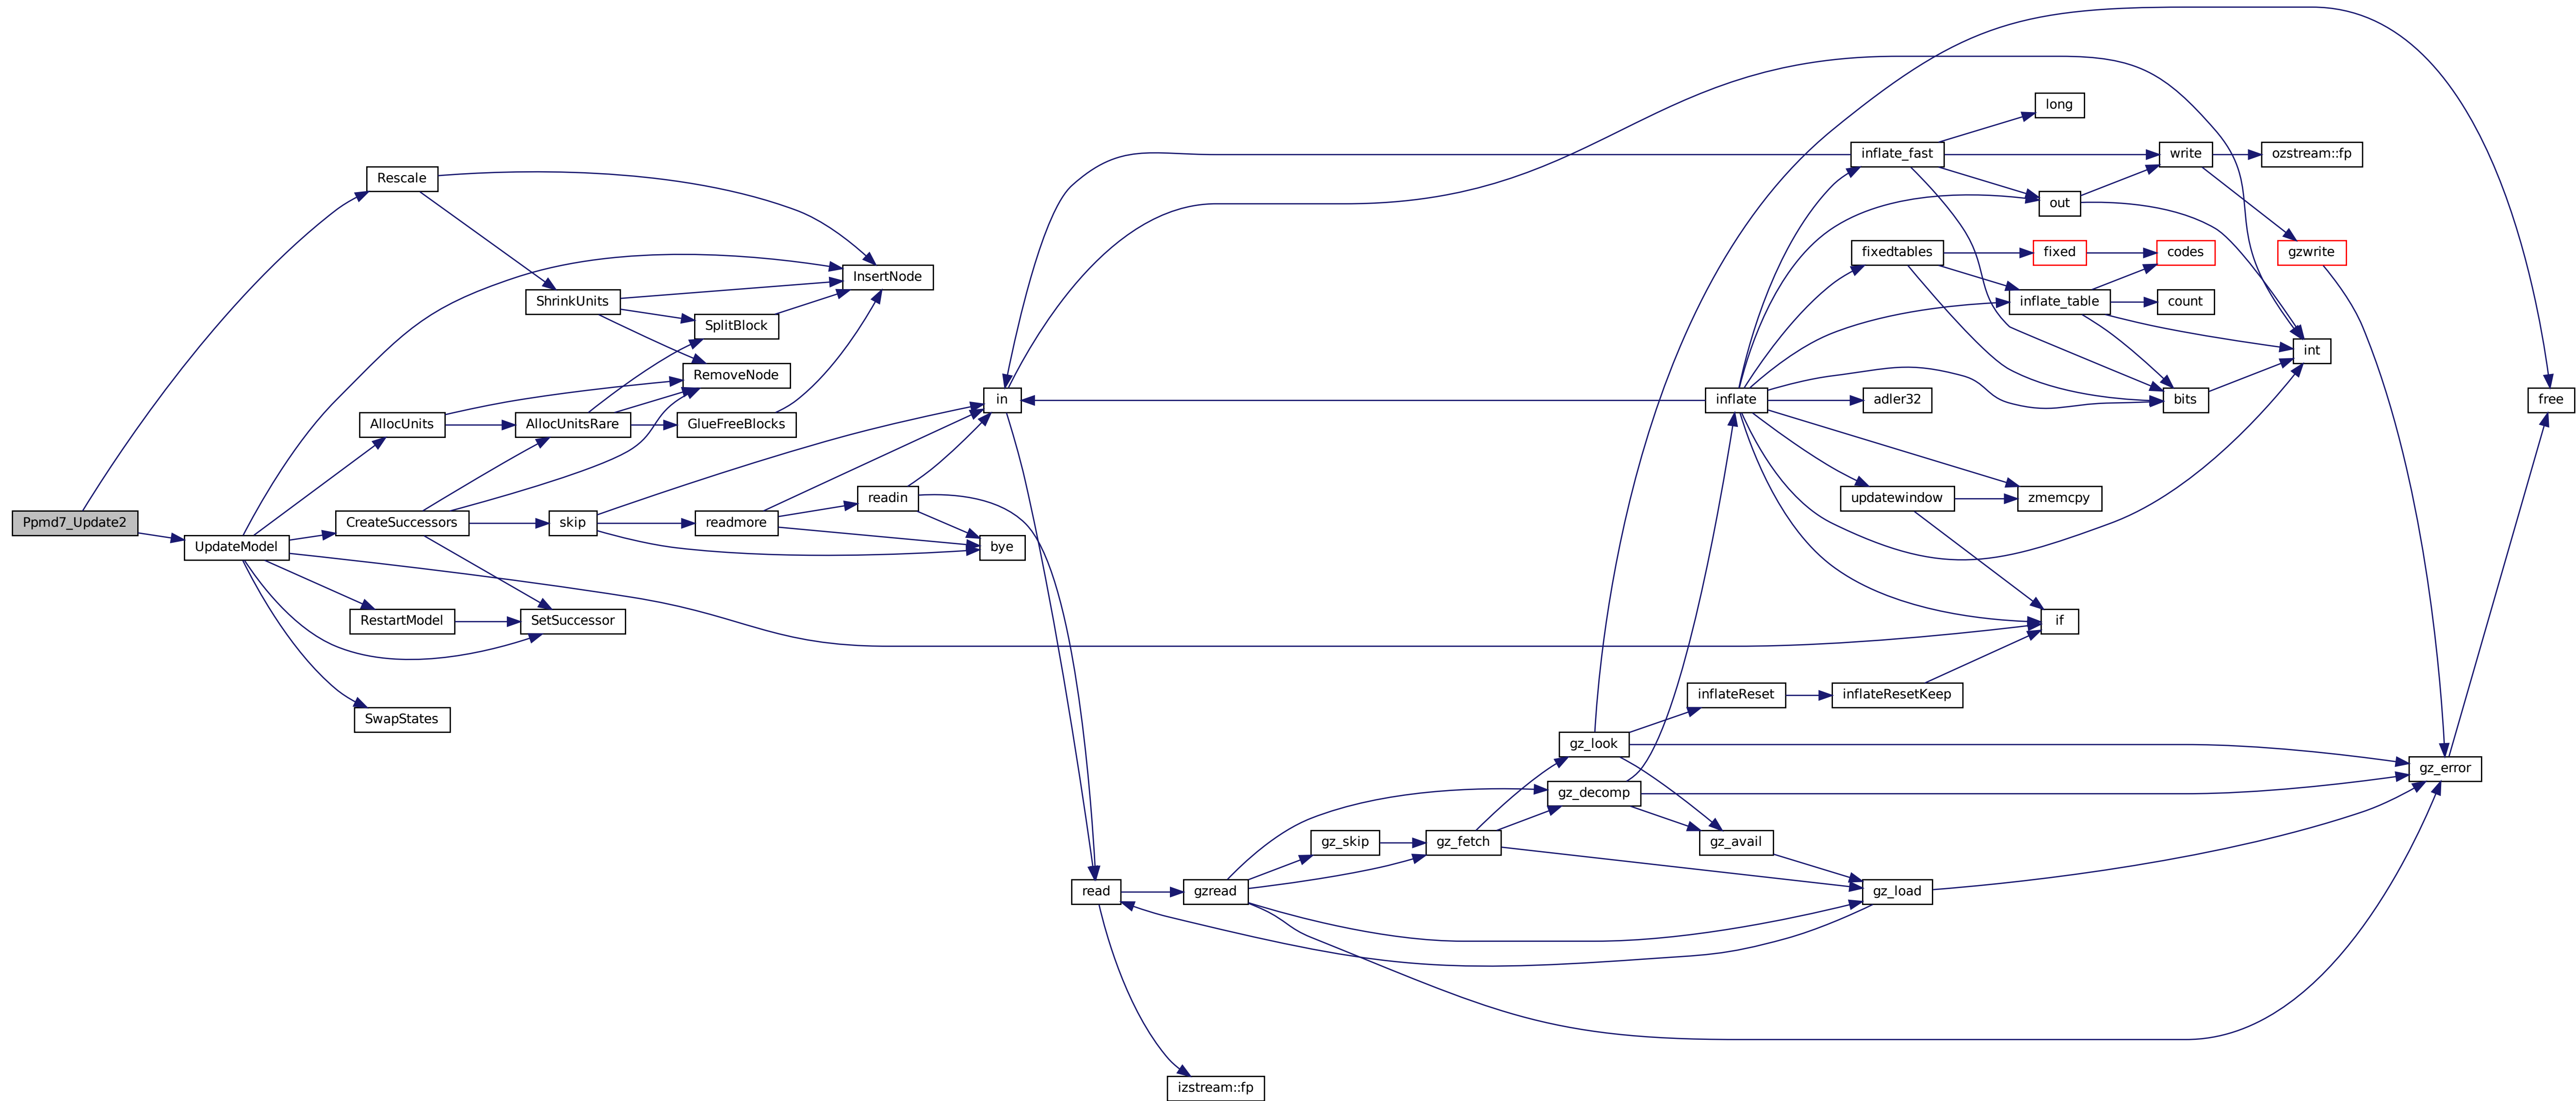 Ppmd7_Update2
UpdateModel
Rescale
AllocUnits
CreateSuccessors
RestartModel
SwapStates
ShrinkUnits
AllocUnitsRare
skip
SetSuccessor
SplitBlock
RemoveNode
GlueFreeBlocks
readmore
InsertNode
readin
in
bye
read
izstream::fp
gzread
gz_skip
gz_fetch
gz_look
gz_decomp
inflateReset
gz_avail
inflate
inflate_fast
fixedtables
adler32
updatewindow
inflateResetKeep
gz_load
long
out
fixed
inflate_table
zmemcpy
if
write
codes
count
bits
ozstream::fp
gzwrite
int
gz_error
free